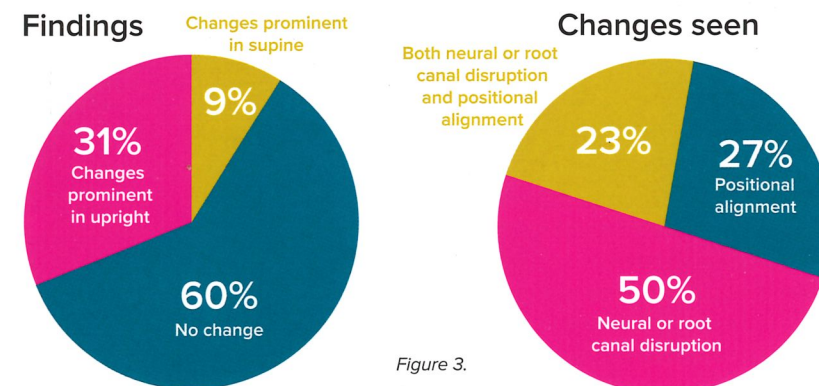 Findings
Changes prominent
in supine
9%
31%
Changes
prominent
in upright
60%
No change
Figure 3.
Changes seen
Both neural or root
canal disruption
and positional
alignment
23%
27%
Positional
alignment
50%
Neural or root
canal disruption